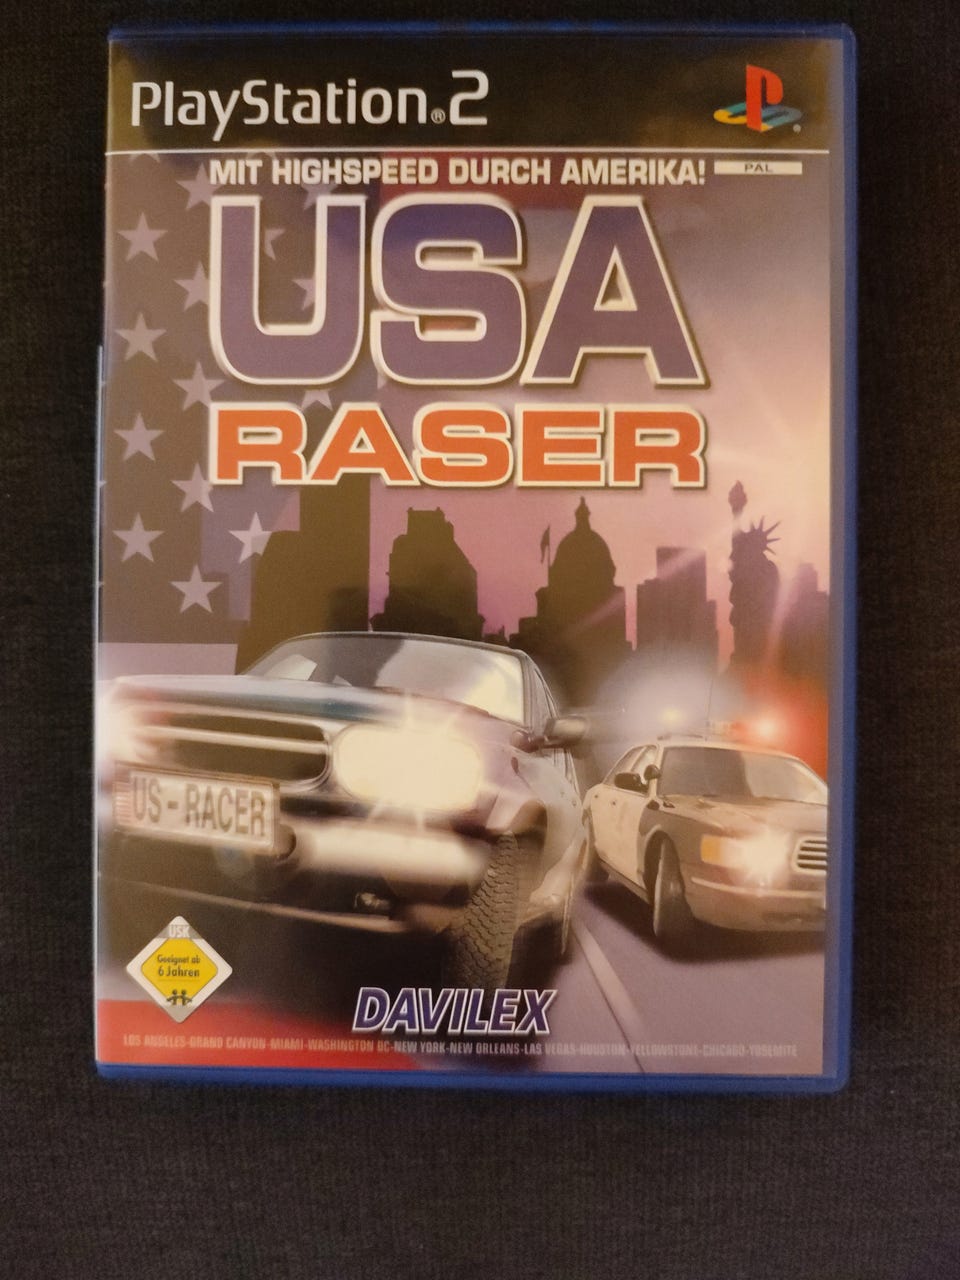 PlayStation®2
PAL
MIT HIGHSPEED DURCH AMERIKA!
USA
RASER
US-RACER
USK
Geeignet ab
6 Jahren
DAVILEX
LOS ANGELES-GRAND CANYON-MIAMI-WASHINGTON DC-NEW YORK-NEW ORLEANS-LAS VEGAS-HOUSTON-YELLOWSTONE-CHICAGO-YOSEMITE